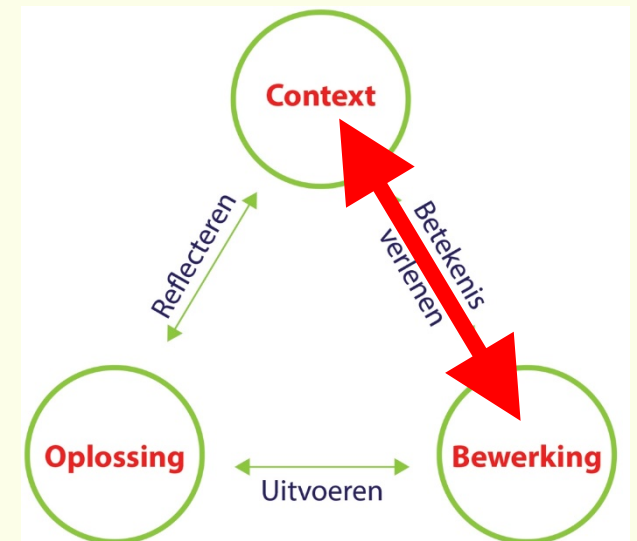 Context
Reflecteren
Betekenis
verlenen
Oplossing
Bewerking
Uitvoeren